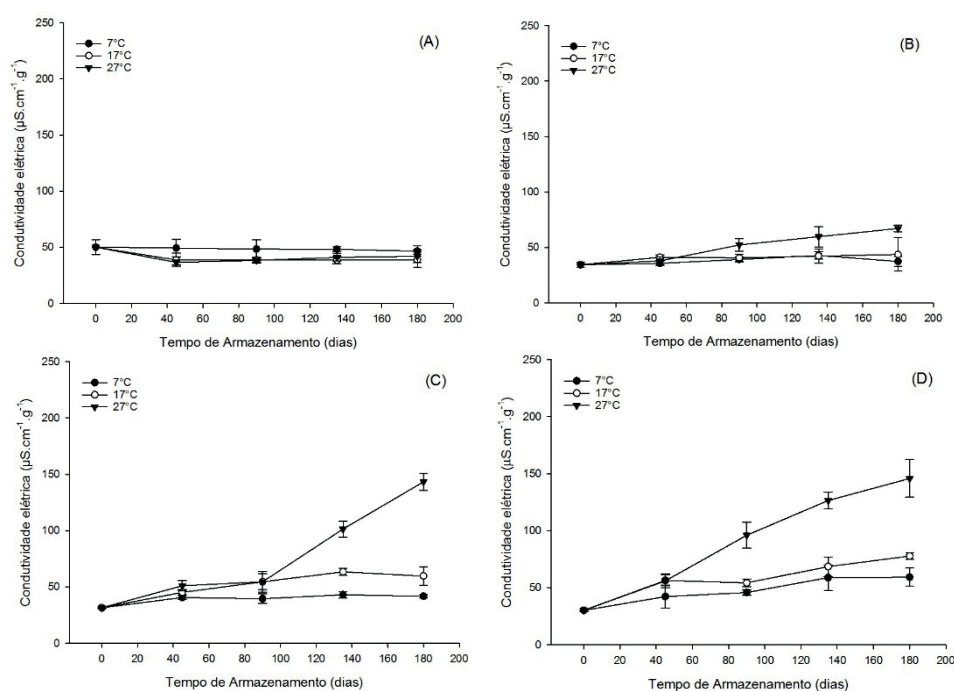 250
200
150
100
50
0
Condutividade elétrica (µS.cm⁻¹.g⁻¹)
7°C
17°C
27°C
(A)
0 20 40 60 80 100 120 140 160 180 200
Tempo de Armazenamento (dias)
250
200
150
100
50
0
Condutividade elétrica (µS.cm⁻¹.g⁻¹)
7°C
17°C
27°C
(B)
0 20 40 60 80 100 120 140 160 180 200
Tempo de Armazenamento (dias)
250
200
150
100
50
0
Condutividade elétrica (µS.cm⁻¹.g⁻¹)
7°C
17°C
27°C
(C)
0 20 40 60 80 100 120 140 160 180 200
Tempo de Armazenamento (dias)
250
200
150
100
50
0
Condutividade elétrica (µS.cm⁻¹.g⁻¹)
7°C
17°C
27°C
(D)
0 20 40 60 80 100 120 140 160 180 200
Tempo de Armazenamento (dias)